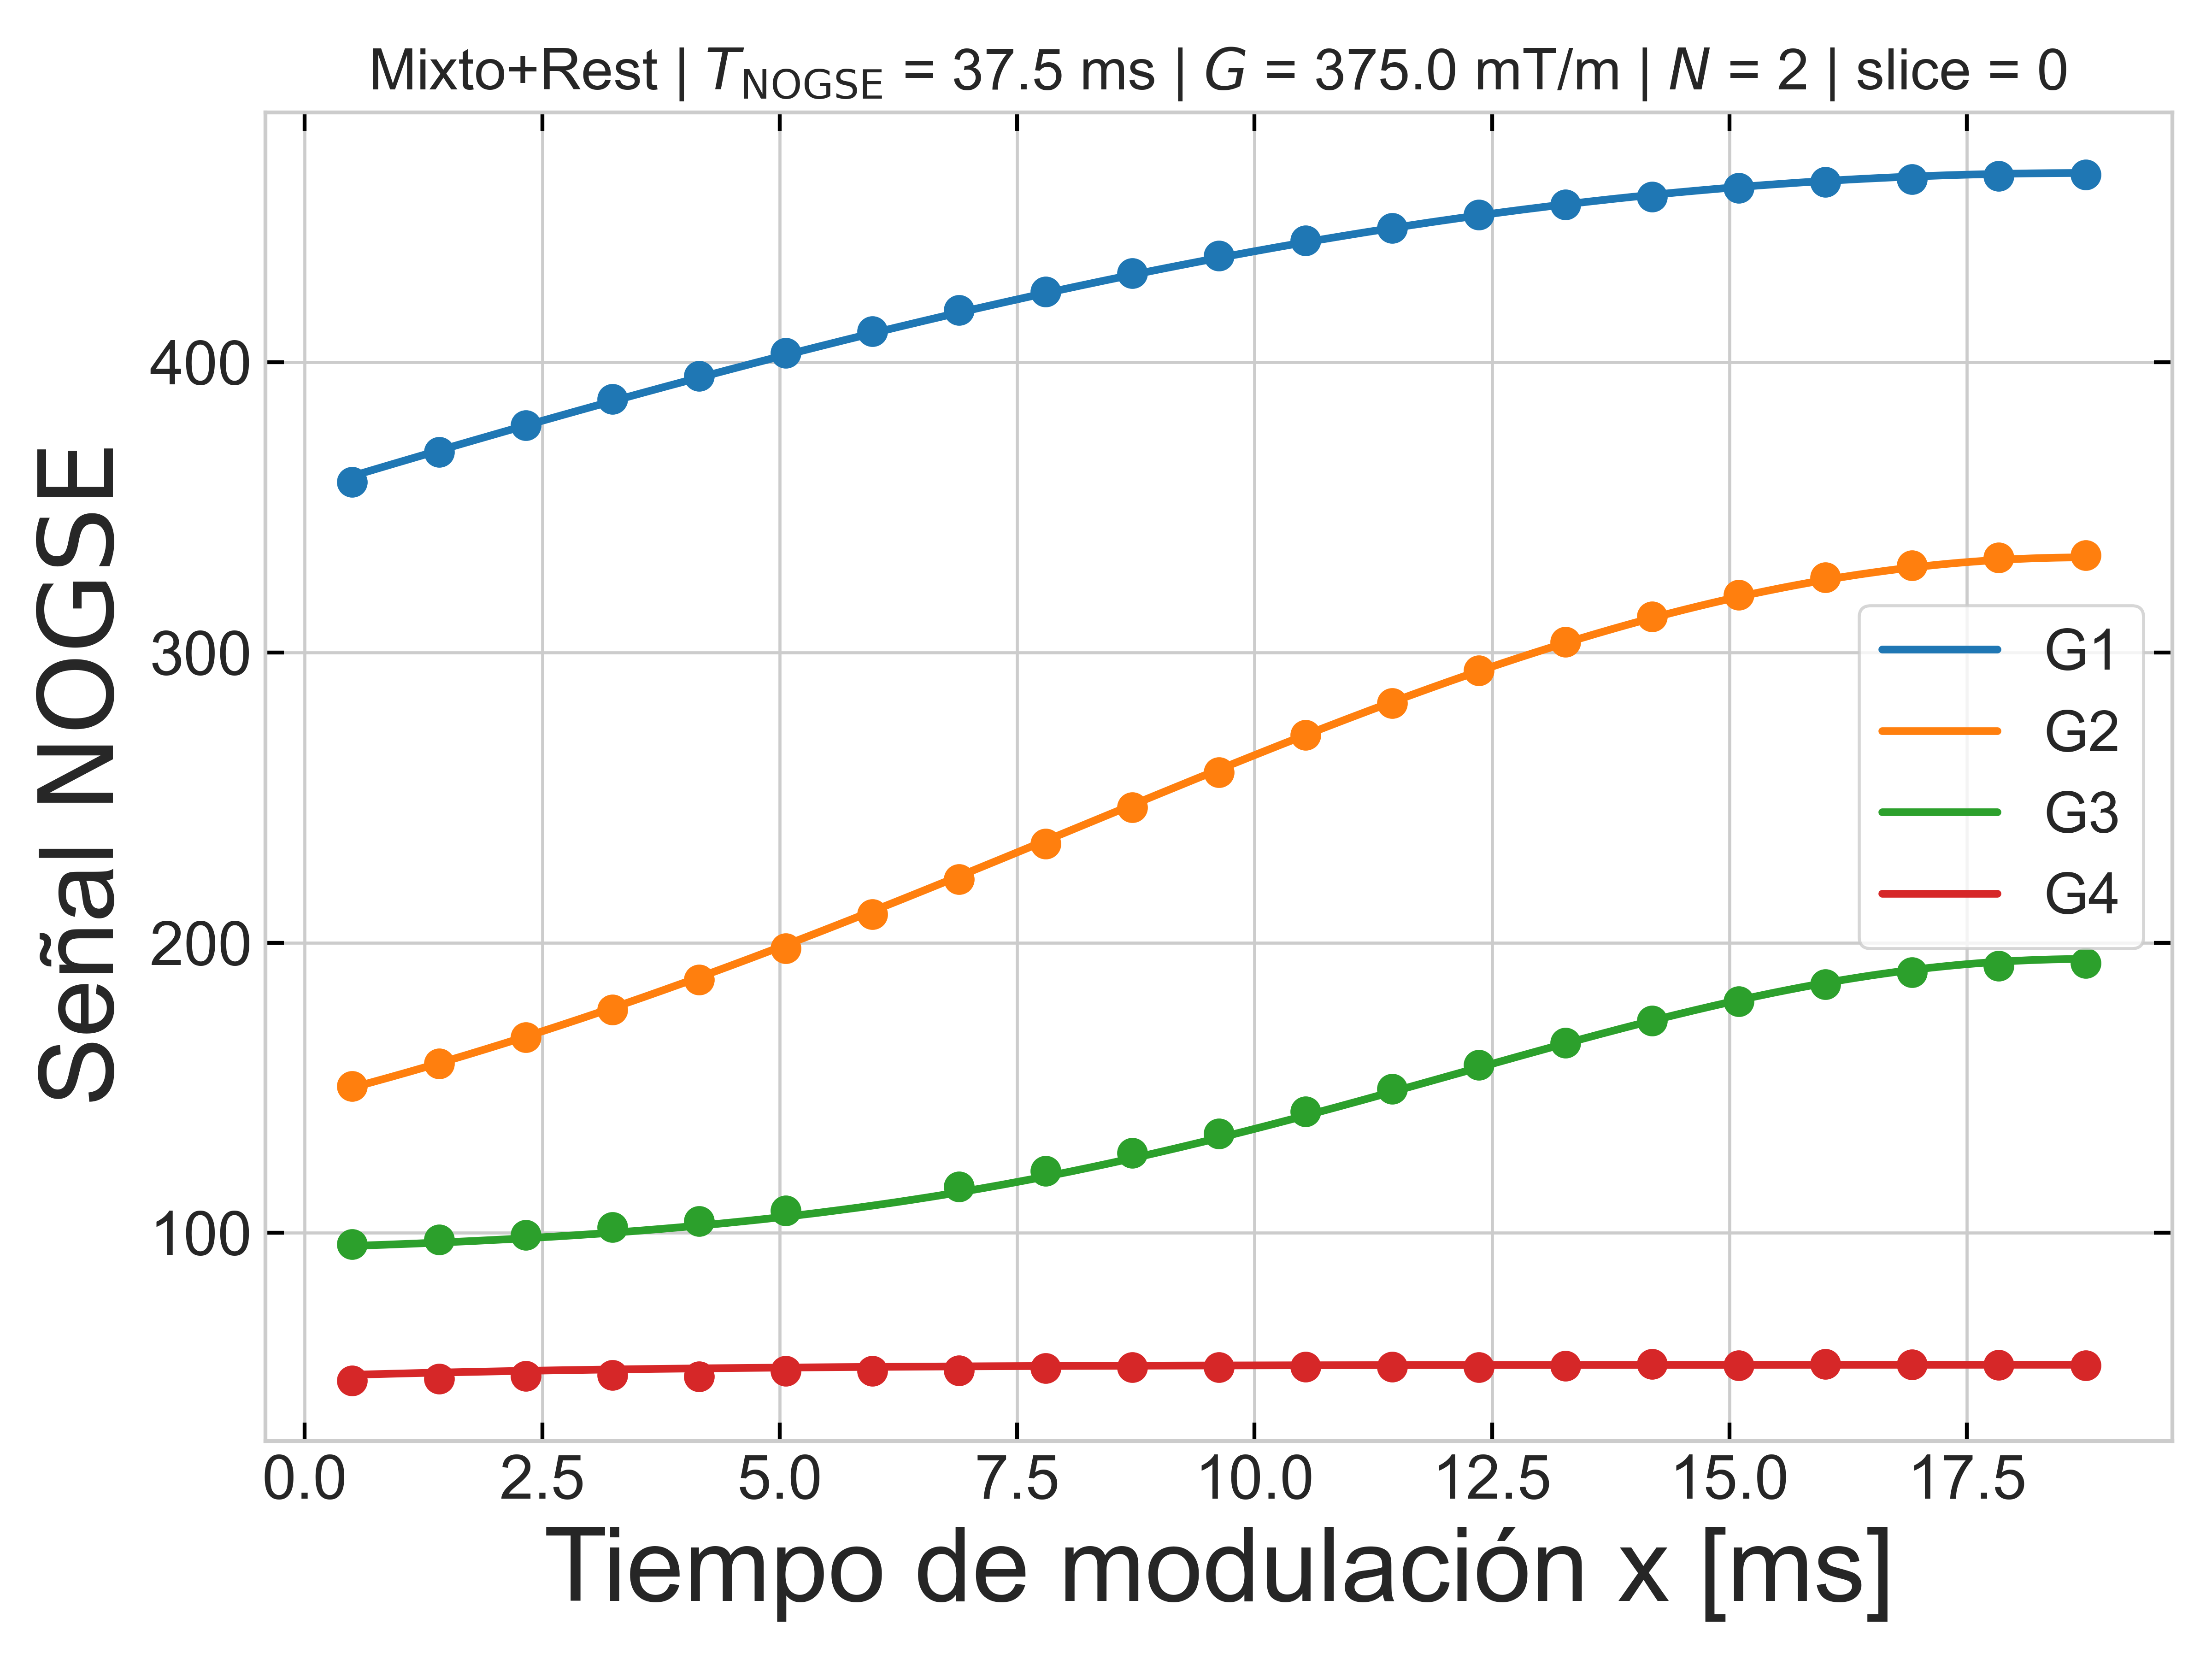 Mixto+Rest | T_NOGSE = 37.5 ms | G = 375.0 mT/m | N = 2 | slice = 0
Señal NOGSE
400
300
200
100
G1
G2
G3
G4
0.0 2.5 5.0 7.5 10.0 12.5 15.0 17.5
Tiempo de modulación x [ms]